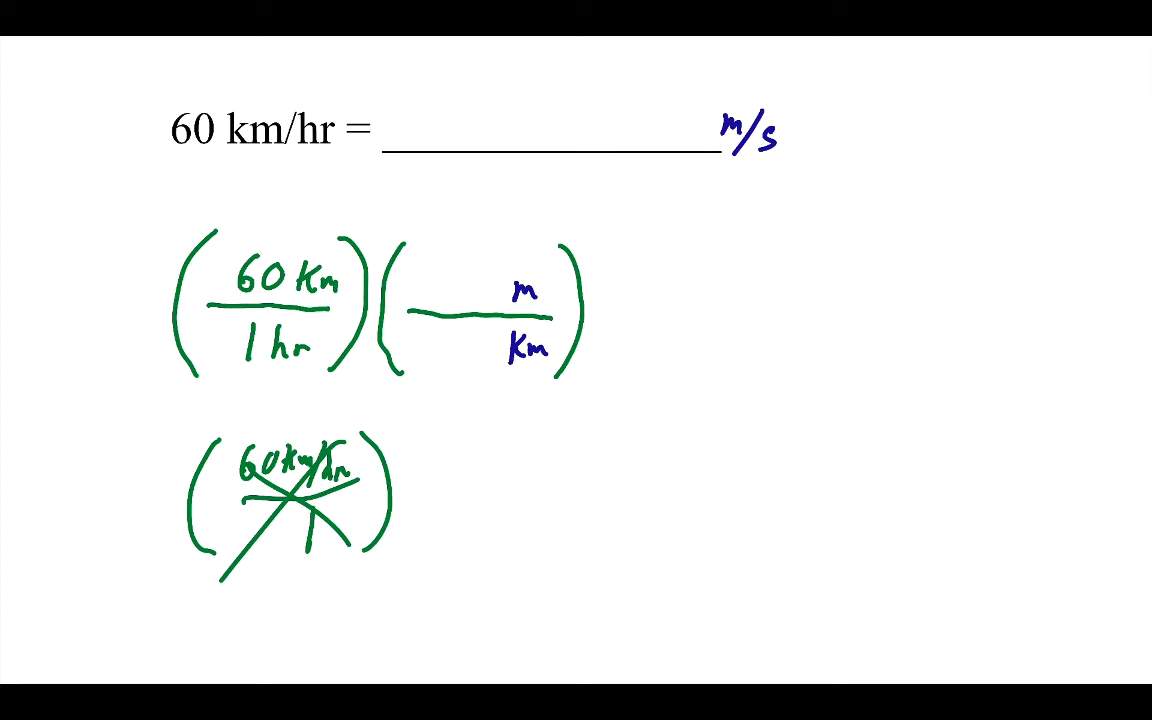 60 km/hr = ________________ m/s
(60 Km / 1 hr) (m / Km)
(60 Km/hr / 1)